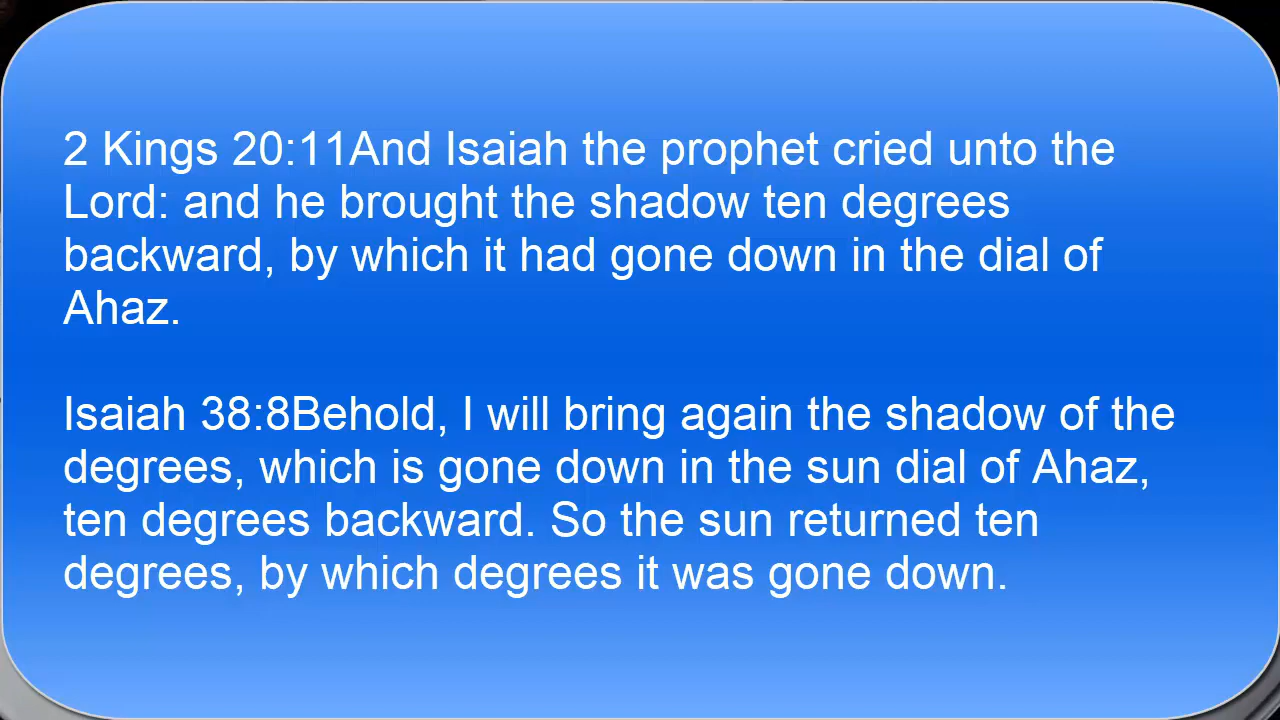 2 Kings 20:11And Isaiah the prophet cried unto the
Lord: and he brought the shadow ten degrees
backward, by which it had gone down in the dial of
Ahaz.
Isaiah 38:8Behold, I will bring again the shadow of the
degrees, which is gone down in the sun dial of Ahaz,
ten degrees backward. So the sun returned ten
degrees, by which degrees it was gone down.